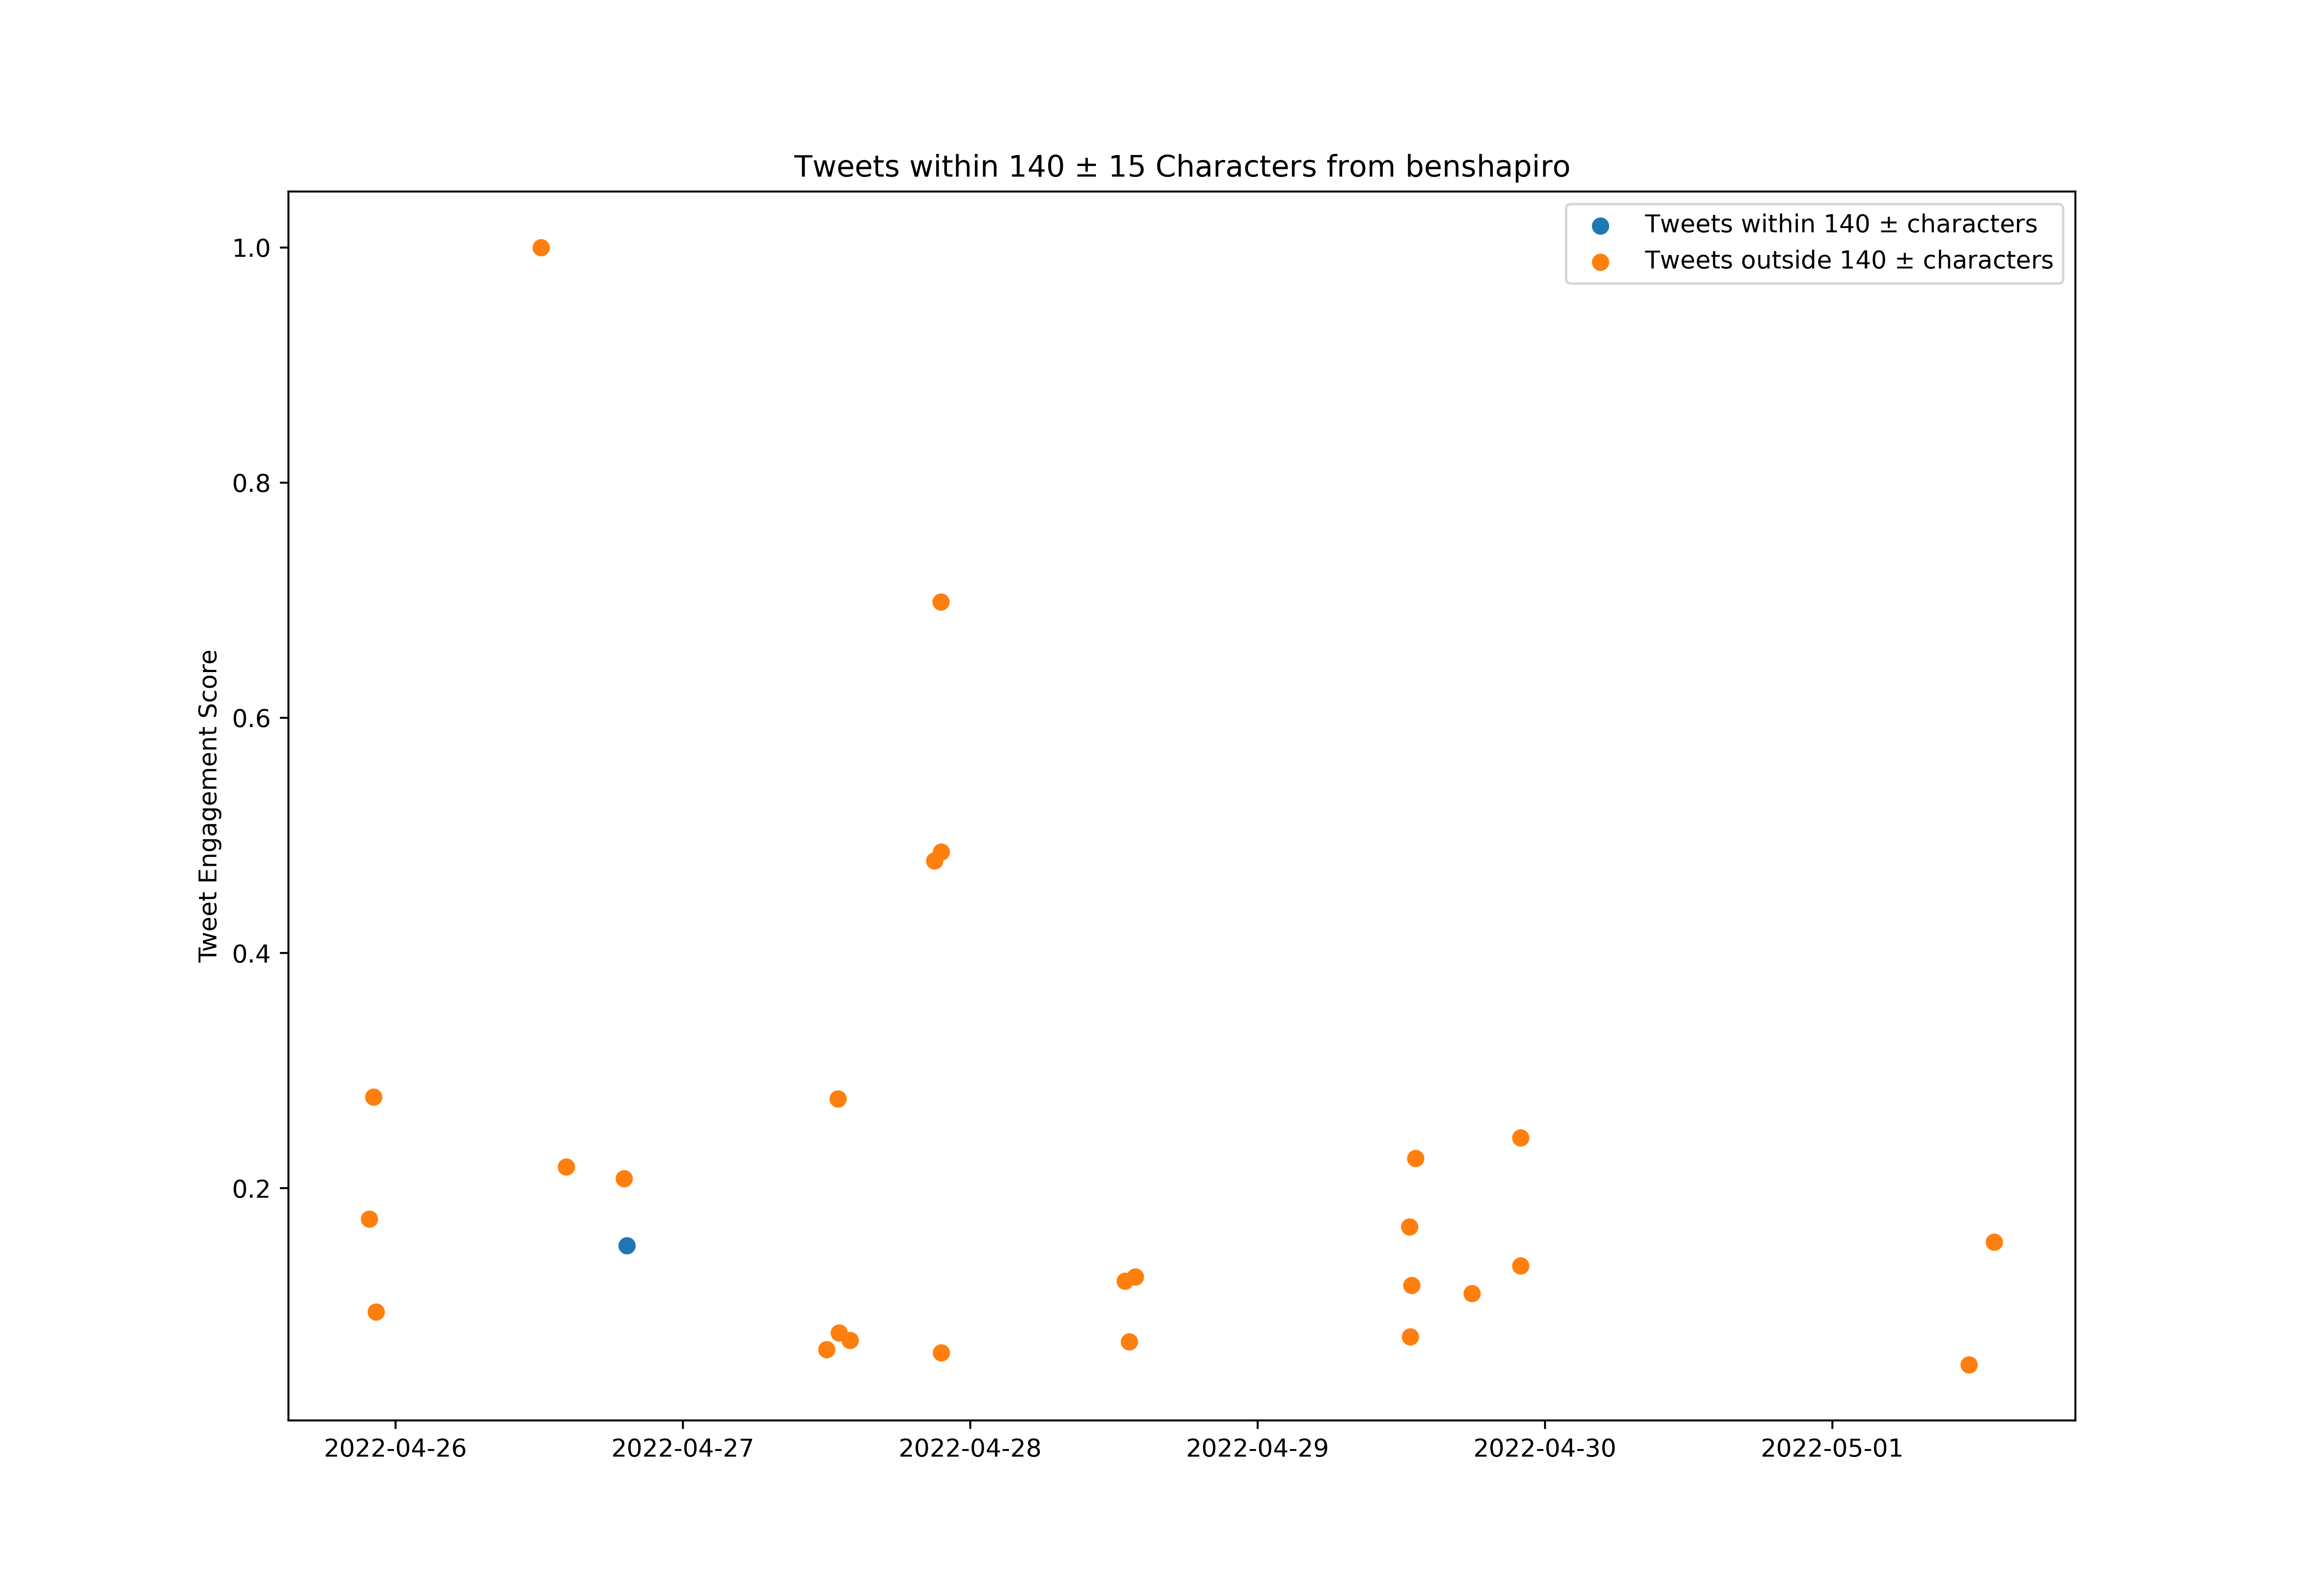 Tweets within 140 ± 15 Characters from benshapiro
Tweets within 140 ± characters
Tweets outside 140 ± characters
Tweet Engagement Score
1.0
0.8
0.6
0.4
0.2
2022-04-26
2022-04-27
2022-04-28
2022-04-29
2022-04-30
2022-05-01